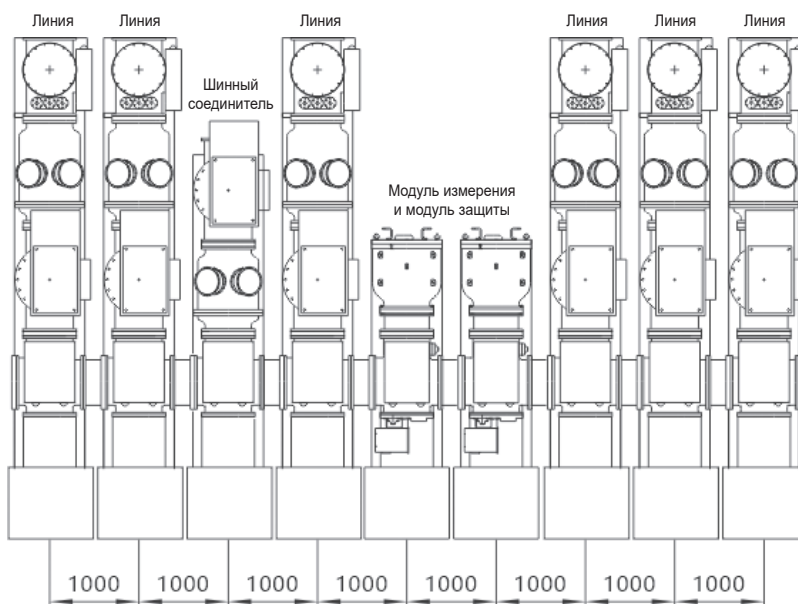 Линия
Линия
Линия
Линия
Линия
Линия
Шинный
соединитель
Модуль измерения
и модуль защиты
1000
1000
1000
1000
1000
1000
1000
1000